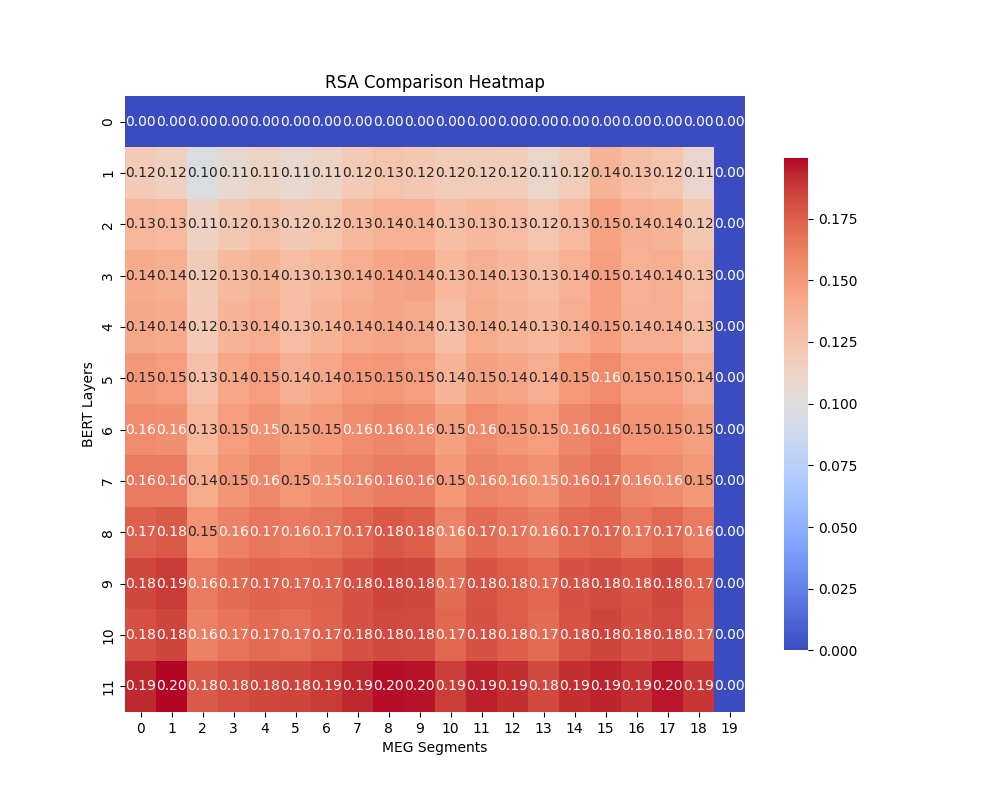 RSA Comparison Heatmap
0 0.00 0.00 0.00 0.00 0.00 0.00 0.00 0.00 0.00 0.00 0.00 0.00 0.00 0.00 0.00 0.00 0.00 0.00 0.00 0.00
1 0.12 0.12 0.10 0.11 0.11 0.11 0.11 0.12 0.13 0.12 0.12 0.12 0.12 0.11 0.12 0.14 0.13 0.12 0.11 0.00
2 0.13 0.13 0.11 0.12 0.13 0.12 0.12 0.13 0.14 0.14 0.13 0.13 0.13 0.12 0.13 0.15 0.14 0.14 0.12 0.00
3 0.14 0.14 0.12 0.13 0.14 0.13 0.13 0.14 0.14 0.14 0.13 0.14 0.13 0.13 0.14 0.15 0.14 0.14 0.13 0.00
4 0.14 0.14 0.12 0.13 0.14 0.13 0.14 0.14 0.14 0.14 0.13 0.14 0.14 0.13 0.14 0.15 0.14 0.14 0.13 0.00
5 0.15 0.15 0.13 0.14 0.15 0.14 0.14 0.15 0.15 0.15 0.14 0.15 0.14 0.14 0.15 0.16 0.15 0.15 0.14 0.00
6 0.16 0.16 0.13 0.15 0.15 0.15 0.15 0.16 0.16 0.16 0.15 0.16 0.15 0.15 0.16 0.16 0.15 0.15 0.15 0.00
7 0.16 0.16 0.14 0.15 0.16 0.15 0.15 0.16 0.16 0.16 0.15 0.16 0.16 0.15 0.16 0.17 0.16 0.16 0.15 0.00
8 0.17 0.18 0.15 0.16 0.17 0.16 0.17 0.17 0.18 0.18 0.16 0.17 0.17 0.16 0.17 0.17 0.17 0.17 0.16 0.00
9 0.18 0.19 0.16 0.17 0.17 0.17 0.17 0.18 0.18 0.18 0.17 0.18 0.18 0.17 0.18 0.18 0.18 0.18 0.17 0.00
10 0.18 0.18 0.16 0.17 0.17 0.17 0.17 0.18 0.18 0.18 0.17 0.18 0.18 0.17 0.18 0.18 0.18 0.18 0.17 0.00
11 0.19 0.20 0.18 0.18 0.18 0.18 0.19 0.19 0.20 0.20 0.19 0.19 0.19 0.18 0.19 0.19 0.19 0.20 0.19 0.00
0 1 2 3 4 5 6 7 8 9 10 11 12 13 14 15 16 17 18 19
MEG Segments
BERT Layers
0.175
0.150
0.125
0.100
0.075
0.050
0.025
0.000